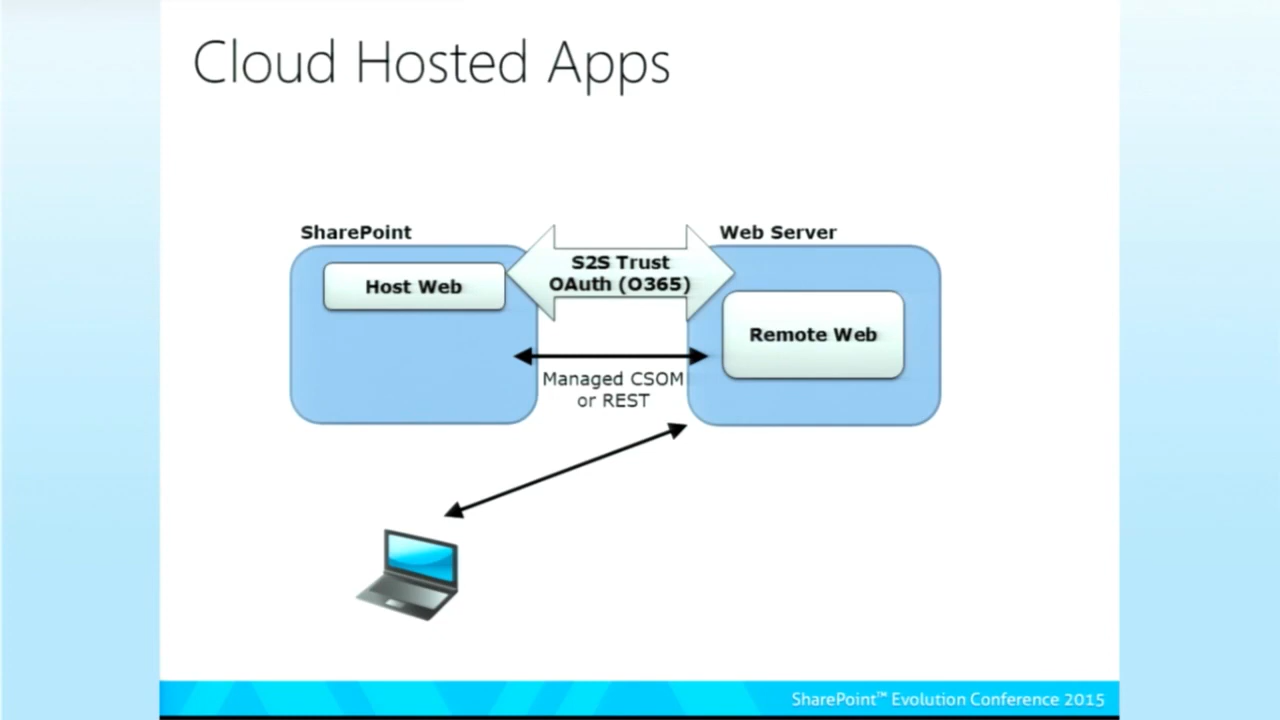 Cloud Hosted Apps
SharePoint
Web Server
S2S Trust
OAuth (O365)
Host Web
Remote Web
Managed CSOM
or REST
SharePoint™ Evolution Conference 2015